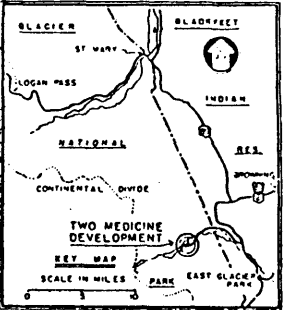 GLACIER
BLACKFEET
ST MARY
LOGAN PASS
INDIAN
NATIONAL
RES.
BROWNING
CONTINENTAL DIVIDE
TWO MEDICINE
DEVELOPMENT
KEY MAP
SCALE IN MILES
PARK
EAST GLACIER
PARK
0 5 10